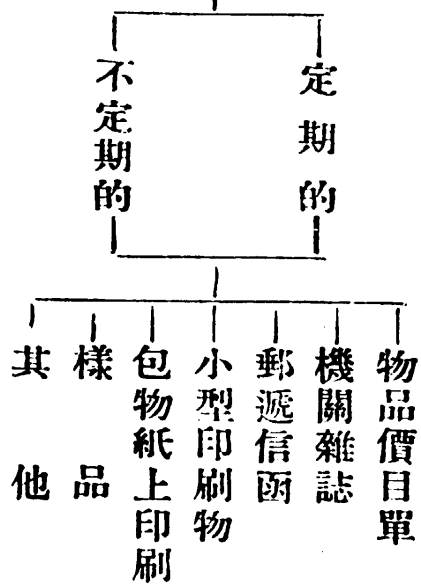 定期的
不定期的
物品價目單
機關雜誌
郵遞信函
小型印刷物
包物紙上印刷
樣品
其他